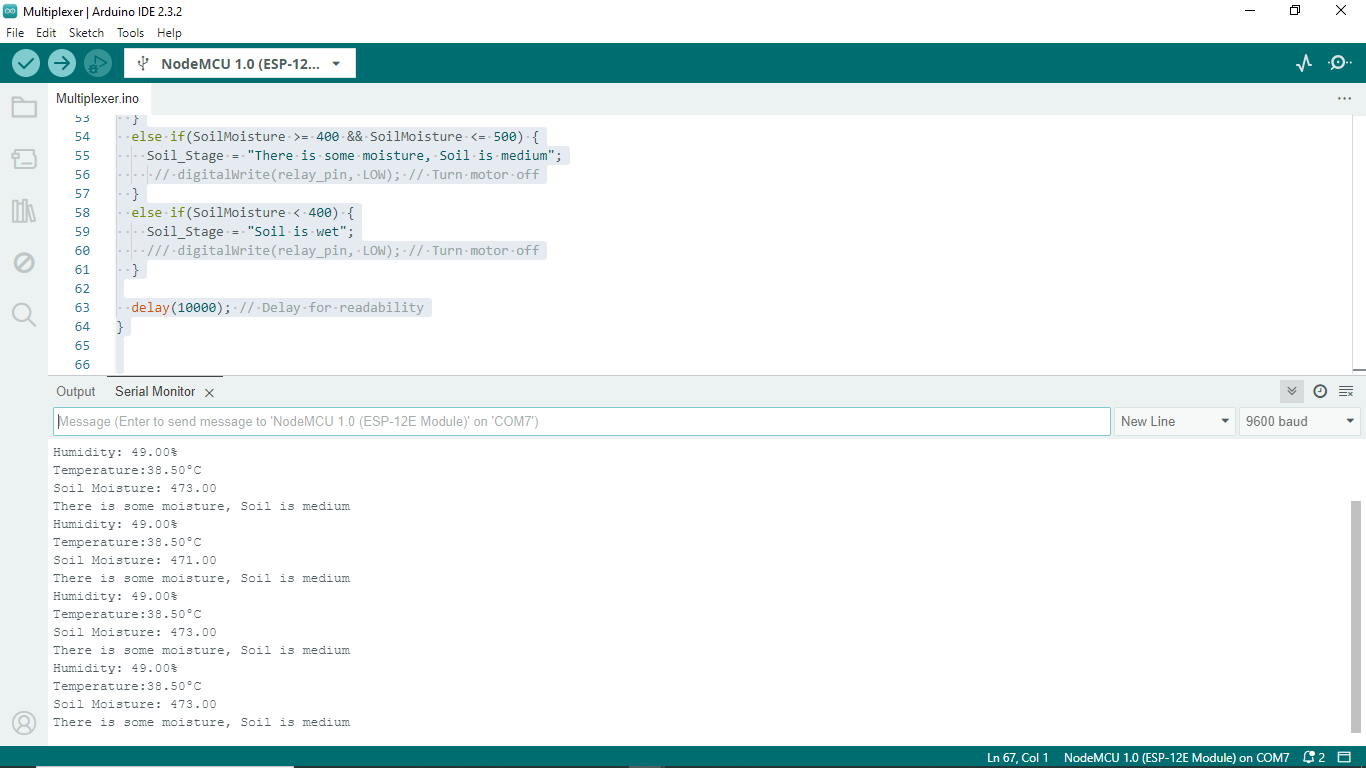 Multiplexer | Arduino IDE 2.3.2
File Edit Sketch Tools Help
NodeMCU 1.0 (ESP-12...
Multiplexer.ino
53 }
54 else if(SoilMoisture >= 400 && SoilMoisture <= 500) {
55 Soil_Stage = "There is some moisture, Soil is medium";
56 // digitalWrite(relay_pin, LOW); // Turn motor off
57 }
58 else if(SoilMoisture < 400) {
59 Soil_Stage = "Soil is wet";
60 /// digitalWrite(relay_pin, LOW); // Turn motor off
61 }
62
63 delay(10000); // Delay for readability
64 }
65
66
Output Serial Monitor
Message (Enter to send message to 'NodeMCU 1.0 (ESP-12E Module)' on 'COM7') New Line 9600 baud
Humidity: 49.00%
Temperature:38.50°C
Soil Moisture: 473.00
There is some moisture, Soil is medium
Humidity: 49.00%
Temperature:38.50°C
Soil Moisture: 471.00
There is some moisture, Soil is medium
Humidity: 49.00%
Temperature:38.50°C
Soil Moisture: 473.00
There is some moisture, Soil is medium
Humidity: 49.00%
Temperature:38.50°C
Soil Moisture: 473.00
There is some moisture, Soil is medium
Ln 67, Col 1 NodeMCU 1.0 (ESP-12E Module) on COM7 2